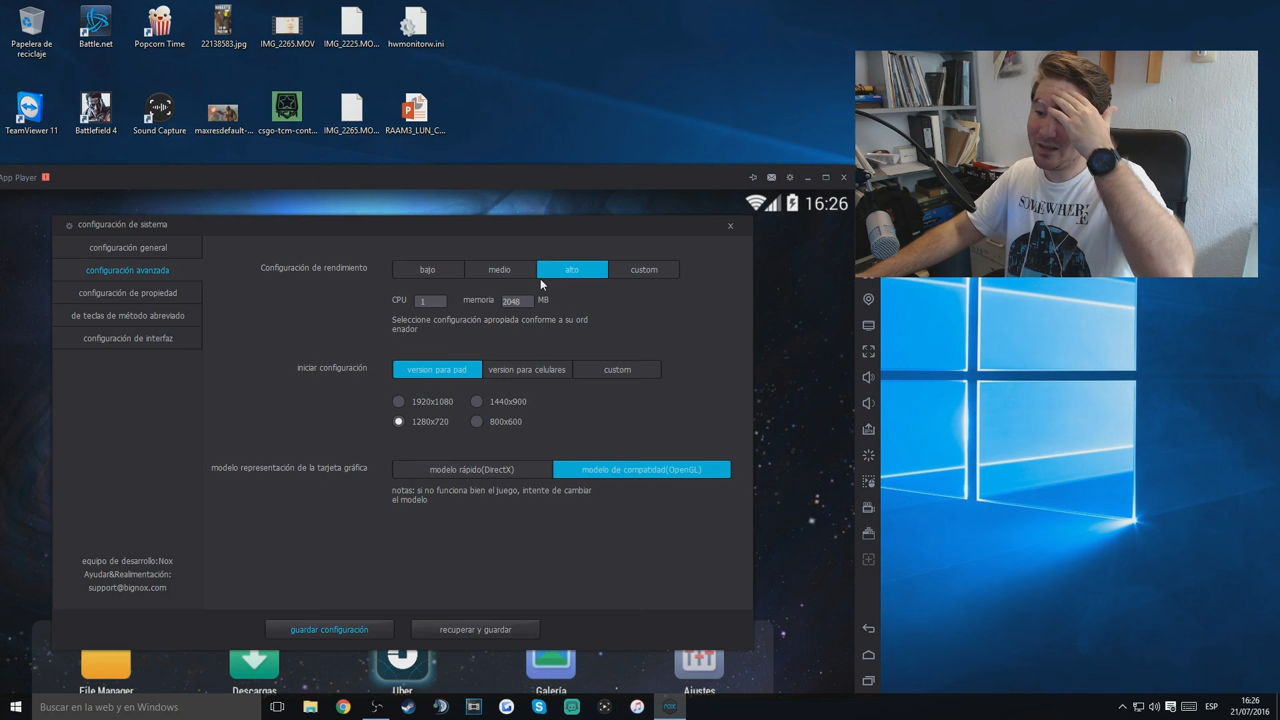 Papelera de
reciclaje
Battle.net
Popcorn Time
22138583.jpg
IMG_2265.MOV
IMG_2225.MO...
hwmonitorw.ini
TeamViewer 11
Battlefield 4
Sound Capture
maxresdefault-...
csgo-tcm-cont...
IMG_2265.MO...
RAAM3_LUN_C...
App Player
16:26
configuración de sistema
configuración general
configuración avanzada
configuración de propiedad
de teclas de método abreviado
configuración de interfaz
equipo de desarrollo:Nox
Ayudar&Realimentación:
support@bignox.com
Configuración de rendimiento
bajo
medio
alto
custom
CPU 1 memoria 2048 MB
Seleccione configuración apropiada conforme a su ord
enador
iniciar configuración
version para pad
version para celulares
custom
1920x1080
1440x900
1280x720
800x600
modelo representación de la tarjeta gráfica
modelo rápido(DirectX)
modelo de compatidad(OpenGL)
notas: si no funciona bien el juego, intente de cambiar
el modelo
guardar configuración
recuperar y guardar
File Manager
Descargas
Uber
Galería
Ajustes
SOMEWHERE
Buscar en la web y en Windows
nox
ESP
16:26
21/07/2016